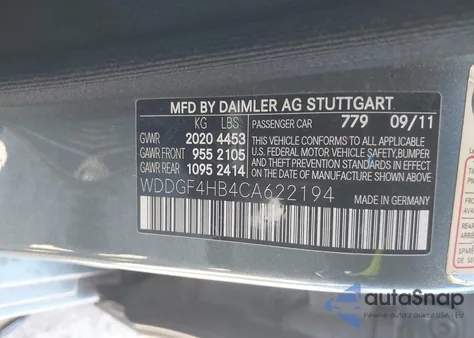 MFD BY DAIMLER AG STUTTGART
KG LBS
GVWR 2020 4453
GAWR FRONT 955 2105
GAWR REAR 1095 2414
PASSENGER CAR 779 09/11
THIS VEHICLE CONFORMS TO ALL APPLICABLE
U.S. FEDERAL MOTOR VEHICLE SAFETY, BUMPER
AND THEFT PREVENTION STANDARDS IN EFFECT
ON THE DATE OF MANUFACTURE SHOWN ABOVE
WDDGF4HB4CA622194
MADE IN GERMANY
autoSnap